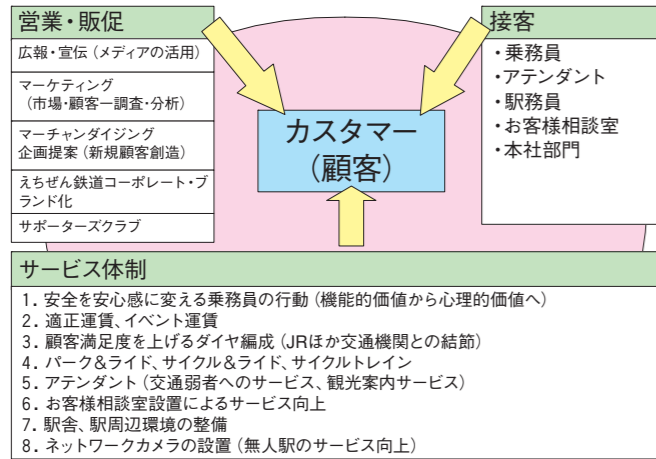 営業・販促
広報・宣伝（メディアの活用）
マーケティング
（市場・顧客ー調査・分析）
マーチャンダイジング
企画提案（新規顧客創造）
えちぜん鉄道コーポレート・ブ
ランド化
サポーターズクラブ
カスタマー
（顧客）
接客
・乗務員
・アテンダント
・駅務員
・お客様相談室
・本社部門
サービス体制
1．安全を安心感に変える乗務員の行動（機能的価値から心理的価値へ）
2．適正運賃、イベント運賃
3．顧客満足度を上げるダイヤ編成（JRほか交通機関との結節）
4．パーク&ライド、サイクル&ライド、サイクルトレイン
5．アテンダント（交通弱者へのサービス、観光案内サービス）
6．お客様相談室設置によるサービス向上
7．駅舎、駅周辺環境の整備
8．ネットワークカメラの設置（無人駅のサービス向上）